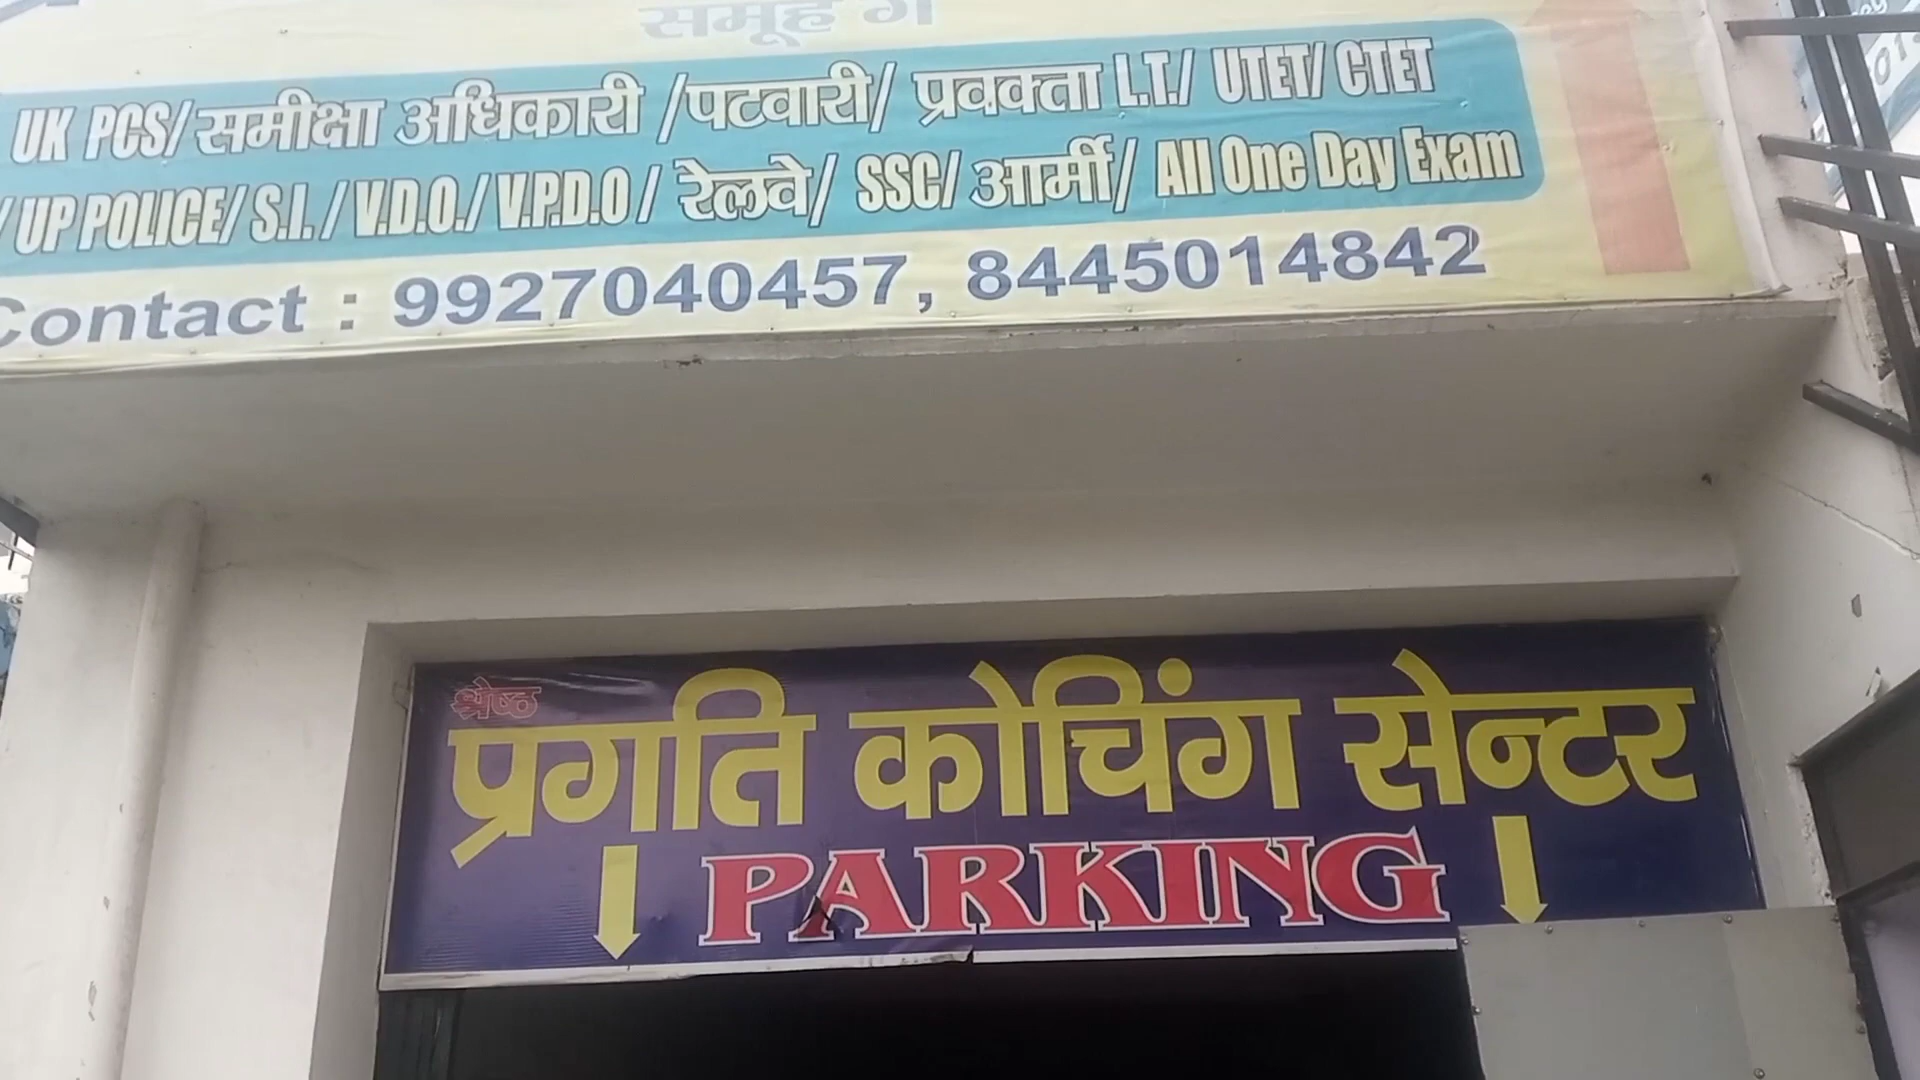 समूह ग
UK PCS/समीक्षा अधिकारी /पटवारी/ प्रवक्ता L.T./ UTET/ CTET
/ UP POLICE/ S.I. / V.D.O./ V.P.D.O / रेलवे/ SSC/ आर्मी/ All One Day Exam
Contact : 9927040457, 8445014842
श्रेष्ठ
प्रगति कोचिंग सेन्टर
PARKING